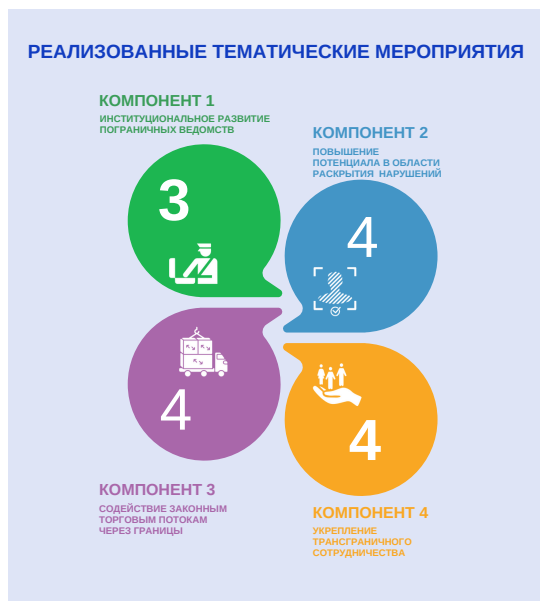 РЕАЛИЗОВАННЫЕ ТЕМАТИЧЕСКИЕ МЕРОПРИЯТИЯ
КОМПОНЕНТ 1
ИНСТИТУЦИОНАЛЬНОЕ РАЗВИТИЕ
ПОГРАНИЧНЫХ ВЕДОМСТВ
3
КОМПОНЕНТ 2
ПОВЫШЕНИЕ
ПОТЕНЦИАЛА В ОБЛАСТИ
РАСКРЫТИЯ НАРУШЕНИЙ
4
4
КОМПОНЕНТ 3
СОДЕЙСТВИЕ ЗАКОННЫМ
ТОРГОВЫМ ПОТОКАМ
ЧЕРЕЗ ГРАНИЦЫ
4
КОМПОНЕНТ 4
УКРЕПЛЕНИЕ
ТРАНСГРАНИЧНОГО
СОТРУДНИЧЕСТВА